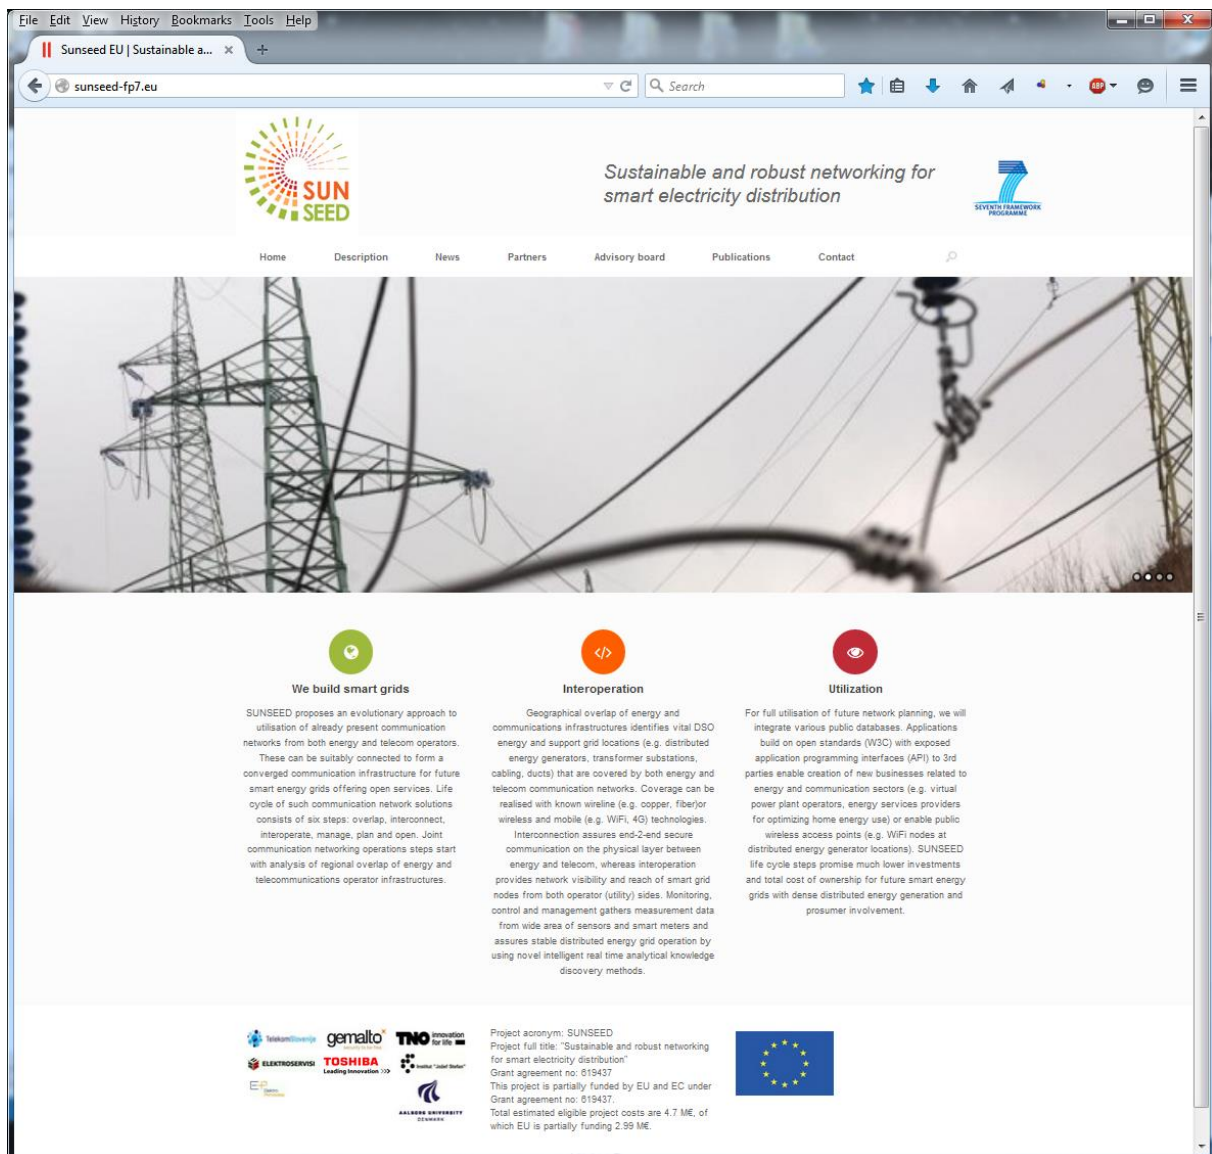 File Edit View History Bookmarks Tools Help
Sunseed EU | Sustainable a...
sunseed-fp7.eu
Search
ABP
SUN
SEED
Sustainable and robust networking for
smart electricity distribution
SEVENTH FRAMEWORK
PROGRAMME
Home Description News Partners Advisory board Publications Contact
We build smart grids
SUNSEED proposes an evolutionary approach to
utilisation of already present communication
networks from both energy and telecom operators.
These can be suitably connected to form a
converged communication infrastructure for future
smart energy grids offering open services. Life
cycle of such communication network solutions
consists of six steps: overlap, interconnect,
interoperate, manage, plan and open. Joint
communication networking operations steps start
with analysis of regional overlap of energy and
telecommunications operator infrastructures.
Interoperation
Geographical overlap of energy and
communications infrastructures identifies vital DSO
energy and support grid locations (e.g. distributed
energy generators, transformer substations,
cabling, ducts) that are covered by both energy and
telecom communication networks. Coverage can be
realised with known wireline (e.g. copper, fiber)or
wireless and mobile (e.g. WiFi, 4G) technologies.
Interconnection assures end-2-end secure
communication on the physical layer between
energy and telecom, whereas interoperation
provides network visibility and reach of smart grid
nodes from both operator (utility) sides. Monitoring,
control and management gathers measurement data
from wide area of sensors and smart meters and
assures stable distributed energy grid operation by
using novel intelligent real time analytical knowledge
discovery methods.
Utilization
For full utilisation of future network planning, we will
integrate various public databases. Applications
build on open standards (W3C) with exposed
application programming interfaces (API) to 3rd
parties enable creation of new businesses related to
energy and communication sectors (e.g. virtual
power plant operators, energy services providers
for optimizing home energy use) or enable public
wireless access points (e.g. WiFi nodes at
distributed energy generator locations). SUNSEED
life cycle steps promise much lower investments
and total cost of ownership for future smart energy
grids with dense distributed energy generation and
prosumer involvement.
TelekomSlovenije
gemalto
TNO innovation
for life
ELEKTROSERVISI
TOSHIBA
Leading Innovation >>>
Institut "Jožef Stefan"
AALBORG UNIVERSITY
DENMARK
Project acronym: SUNSEED
Project full title: "Sustainable and robust networking
for smart electricity distribution"
Grant agreement no: 619437
This project is partially funded by EU and EC under
Grant agreement no: 619437.
Total estimated eligible project costs are 4.7 M€, of
which EU is partially funding 2.99 M€.